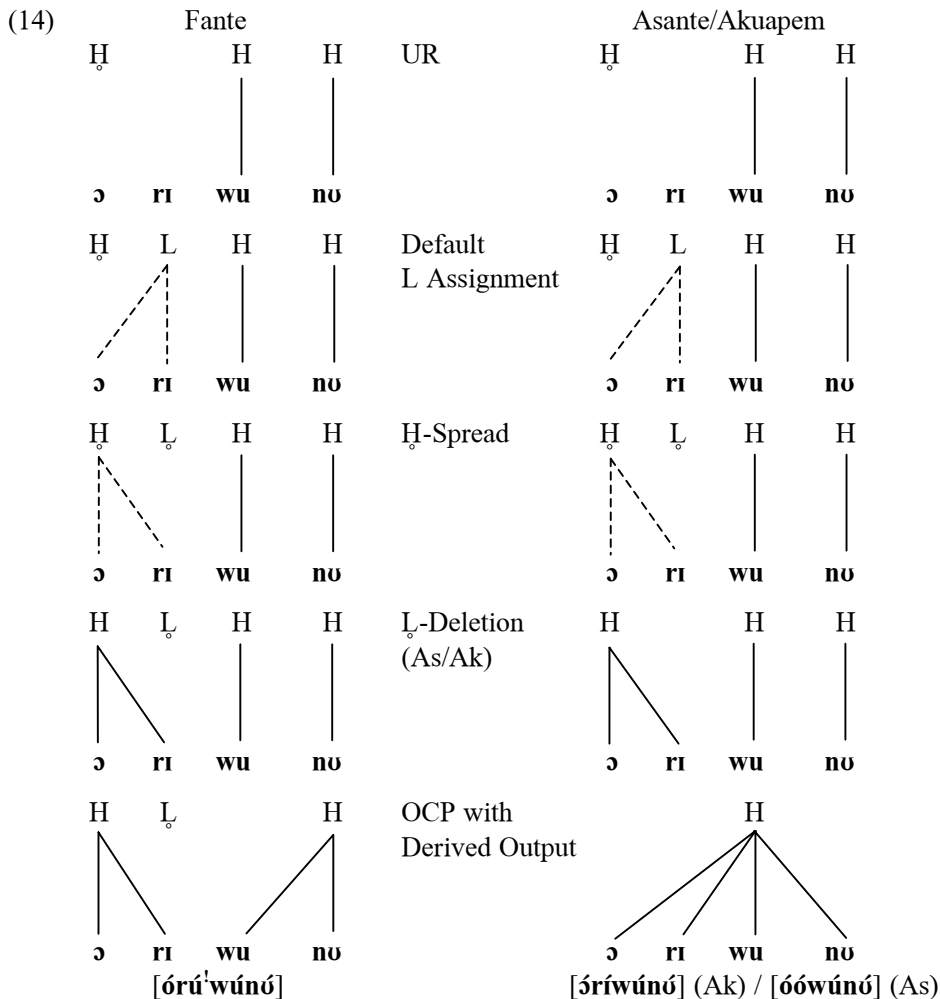 (14) Fante Asante/Akuapem
H̥ H H UR H̥ H H
ɔ rɪ wu nʊ ɔ rɪ wu nʊ
H̥ L H H Default H̥ L H H
L Assignment
ɔ rɪ wu nʊ ɔ rɪ wu nʊ
H̥ L̥ H H H̥-Spread H̥ L̥ H H
ɔ rɪ wu nʊ ɔ rɪ wu nʊ
H L̥ H H L̥-Deletion H H H
(As/Ak)
ɔ rɪ wu nʊ ɔ rɪ wu nʊ
H L̥ H OCP with H
Derived Output
ɔ rɪ wu nʊ ɔ rɪ wu nʊ
[órúꜝwúnʊ́] [ɔ́ríwúnʊ́] (Ak) / [óówúnʊ́] (As)